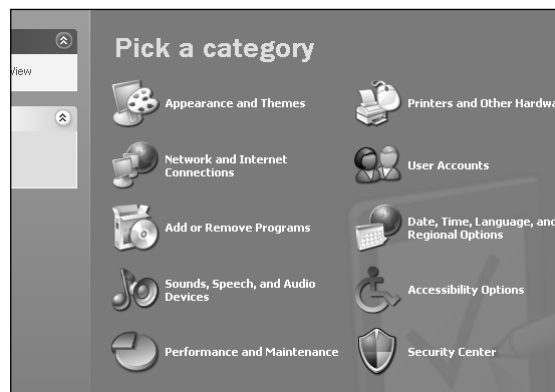 View
Pick a category
Appearance and Themes
Printers and Other Hardwa
Network and Internet
Connections
User Accounts
Add or Remove Programs
Date, Time, Language, and
Regional Options
Sounds, Speech, and Audio
Devices
Accessibility Options
Performance and Maintenance
Security Center